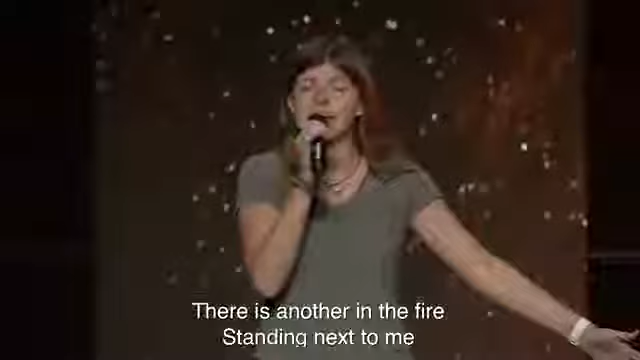 There is another in the fire
Standing next to me